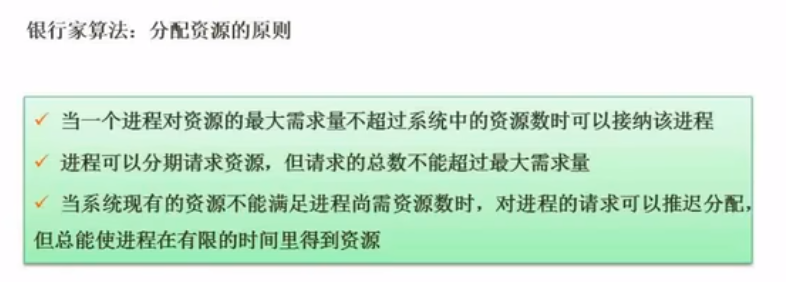 银行家算法：分配资源的原则
✓ 当一个进程对资源的最大需求量不超过系统中的资源数时可以接纳该进程
✓ 进程可以分期请求资源，但请求的总数不能超过最大需求量
✓ 当系统现有的资源不能满足进程尚需资源数时，对进程的请求可以推迟分配，
但总能使进程在有限的时间里得到资源